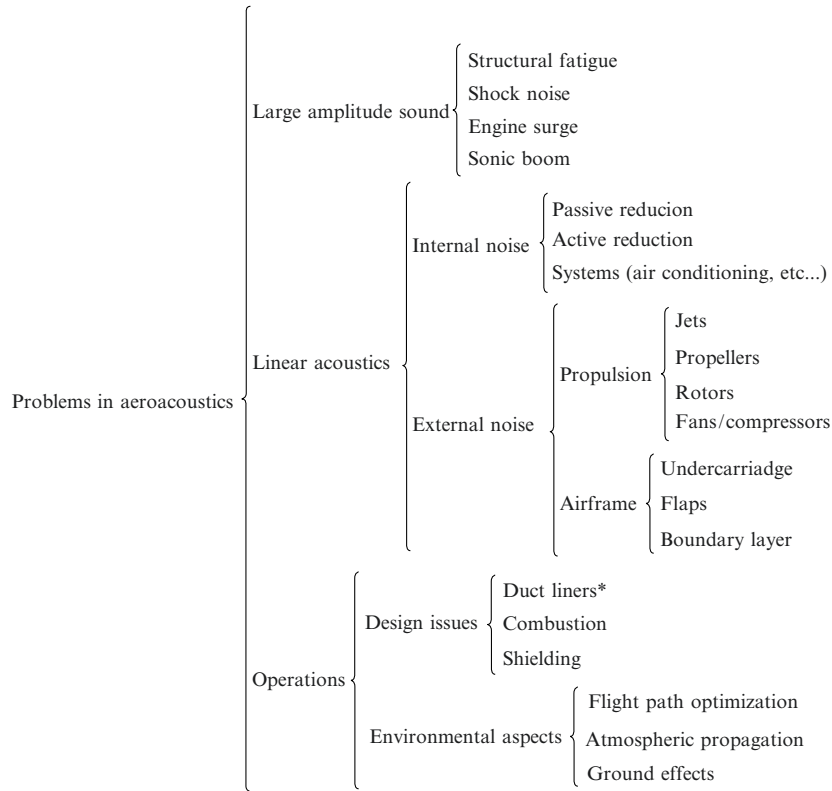 Structural fatigue
Shock noise
Large amplitude sound
Engine surge
Sonic boom
Passive reducion
Internal noise
Active reduction
Systems (air conditioning, etc...)
Jets
Linear acoustics
Propulsion
Propellers
Problems in aeroacoustics
Rotors
External noise
Fans/compressors
Undercarriadge
Airframe
Flaps
Boundary layer
Duct liners*
Design issues
Combustion
Shielding
Operations
Flight path optimization
Environmental aspects
Atmospheric propagation
Ground effects